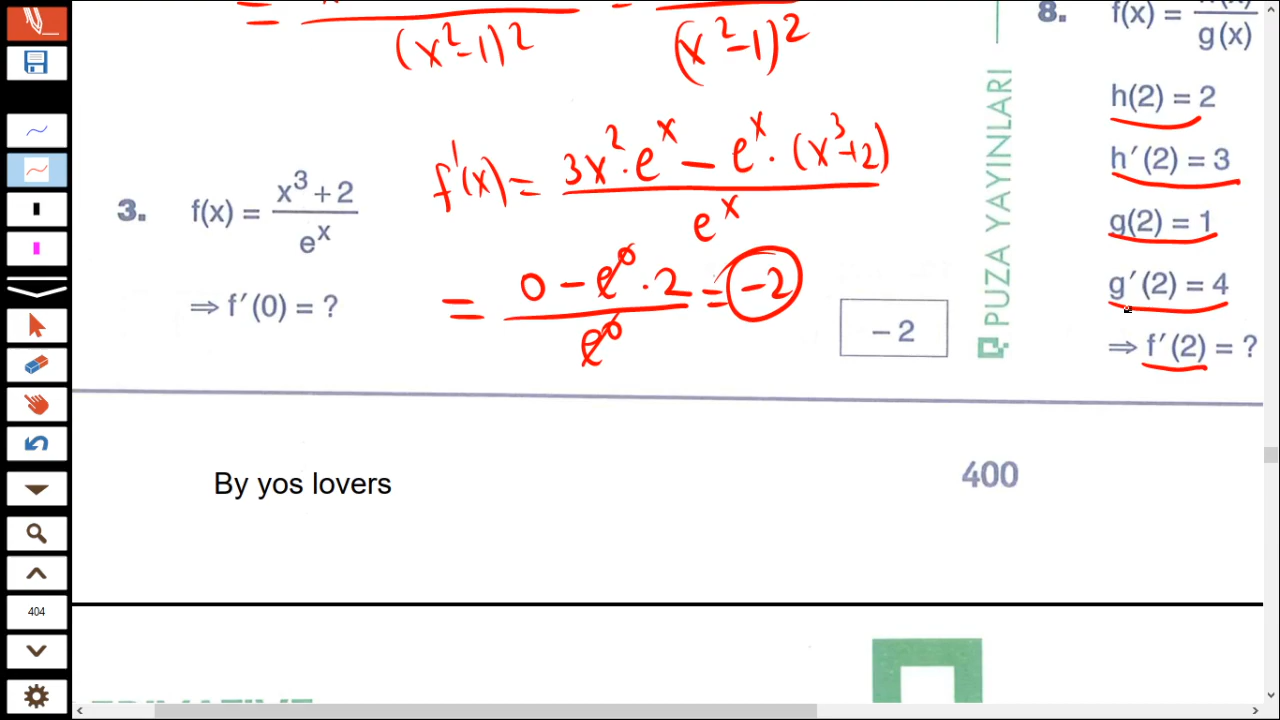 = ——— = ———
(x²-1)² (x²-1)²
3. f(x) = (x³ + 2) / eˣ
⇒ f′(0) = ?
f'(x) = (3x²·eˣ – eˣ·(x³+2)) / eˣ
= (0 – e⁰·2) / e⁰ = –2
– 2
PUZA YAYINLARI
8. f(x) = h(x) / g(x)
h(2) = 2
h′(2) = 3
g(2) = 1
g′(2) = 4
⇒ f′(2) = ?
By yos lovers
400
404